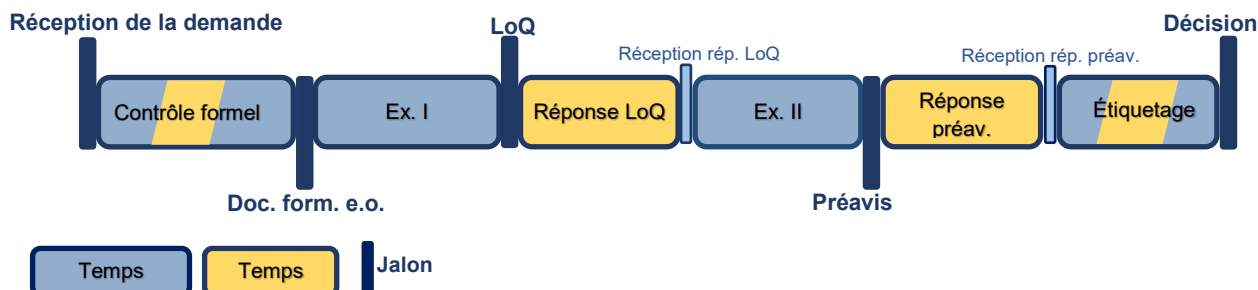 Réception de la demande
LoQ
Décision
Réception rép. LoQ
Réception rép. préav.
Contrôle formel
Ex. I
Réponse LoQ
Ex. II
Réponse
préav.
Étiquetage
Doc. form. e.o.
Préavis
Temps
Temps
Jalon